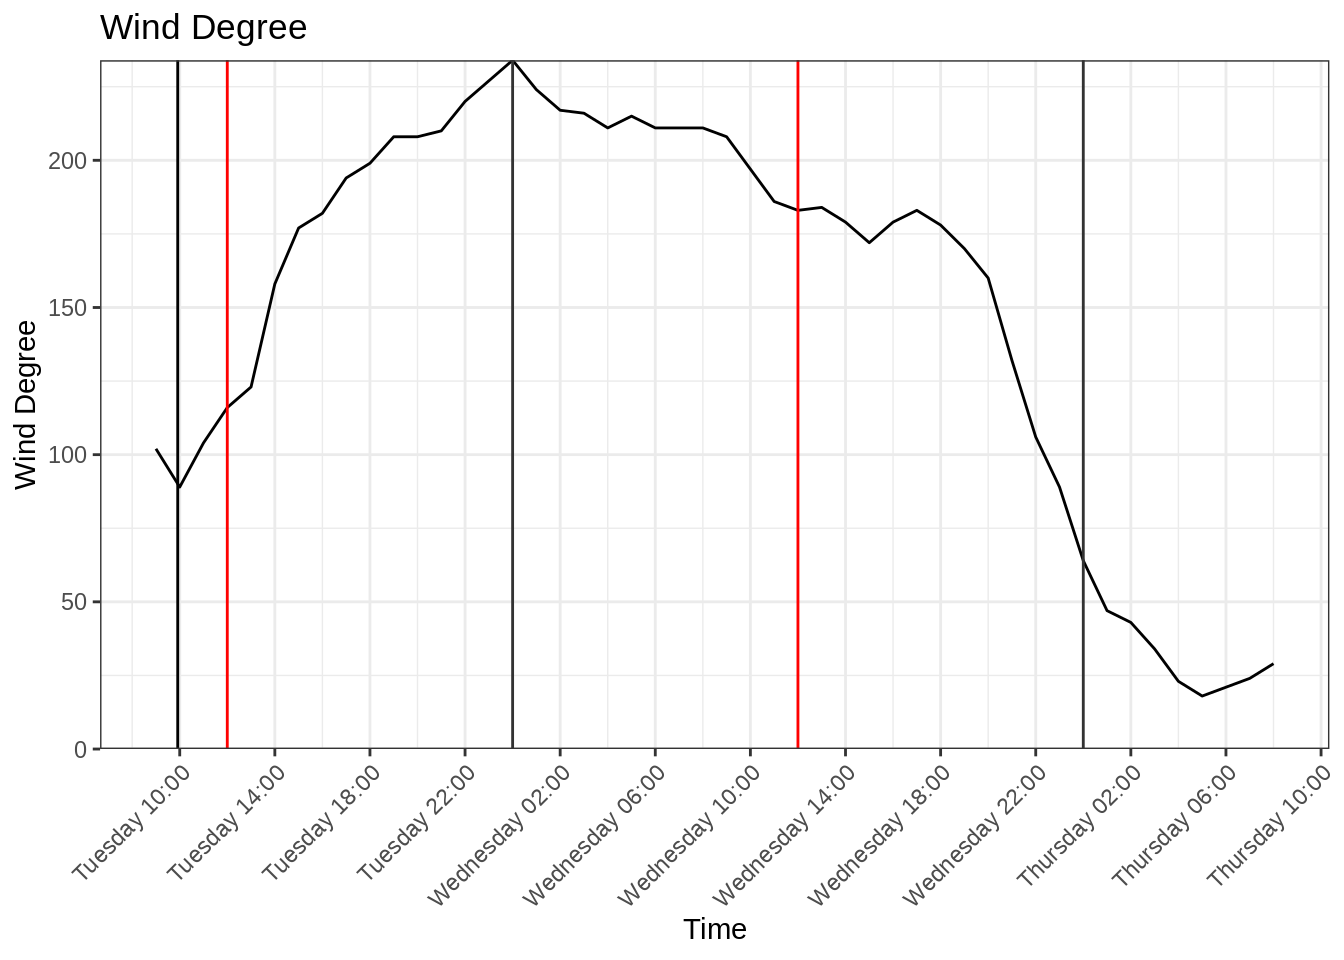 Wind Degree
Wind Degree
200
150
100
50
0
Tuesday 10:00
Tuesday 14:00
Tuesday 18:00
Tuesday 22:00
Wednesday 02:00
Wednesday 06:00
Wednesday 10:00
Wednesday 14:00
Wednesday 18:00
Wednesday 22:00
Thursday 02:00
Thursday 06:00
Thursday 10:00
Time